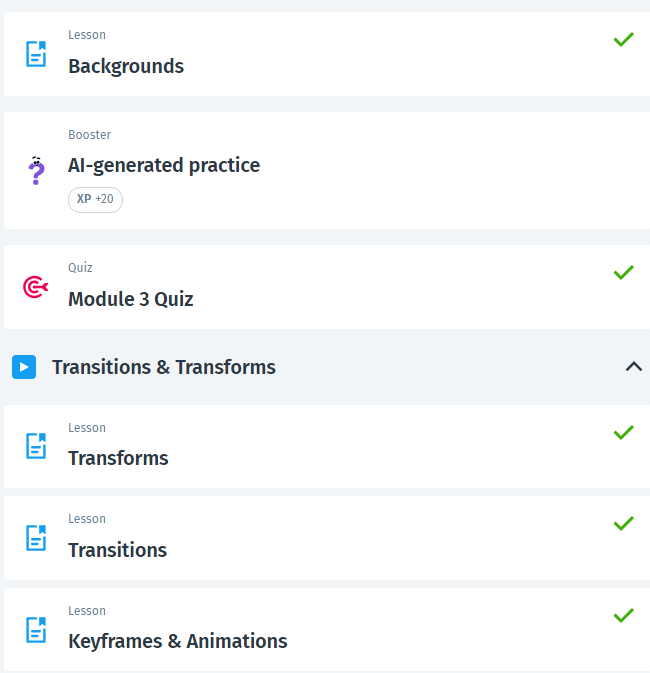 Lesson
Backgrounds
Booster
AI-generated practice
XP +20
Quiz
Module 3 Quiz
Transitions & Transforms
Lesson
Transforms
Lesson
Transitions
Lesson
Keyframes & Animations